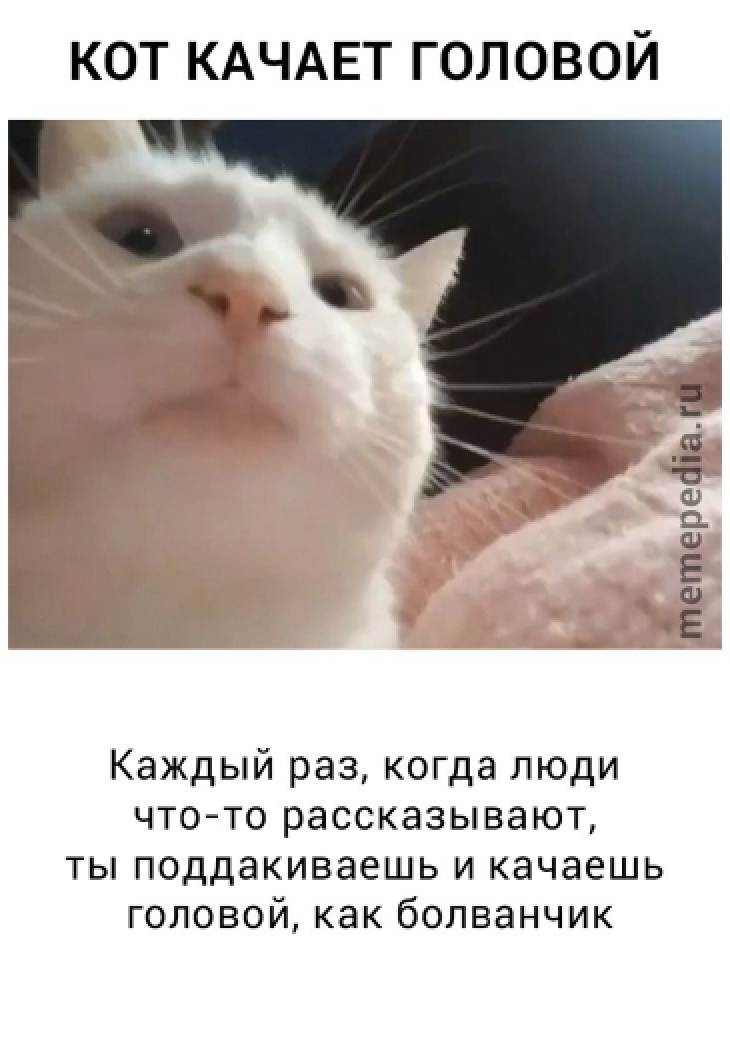 КОТ КАЧАЕТ ГОЛОВОЙ
memepedia.ru
Каждый раз, когда люди
что-то рассказывают,
ты поддакиваешь и качаешь
головой, как болванчик